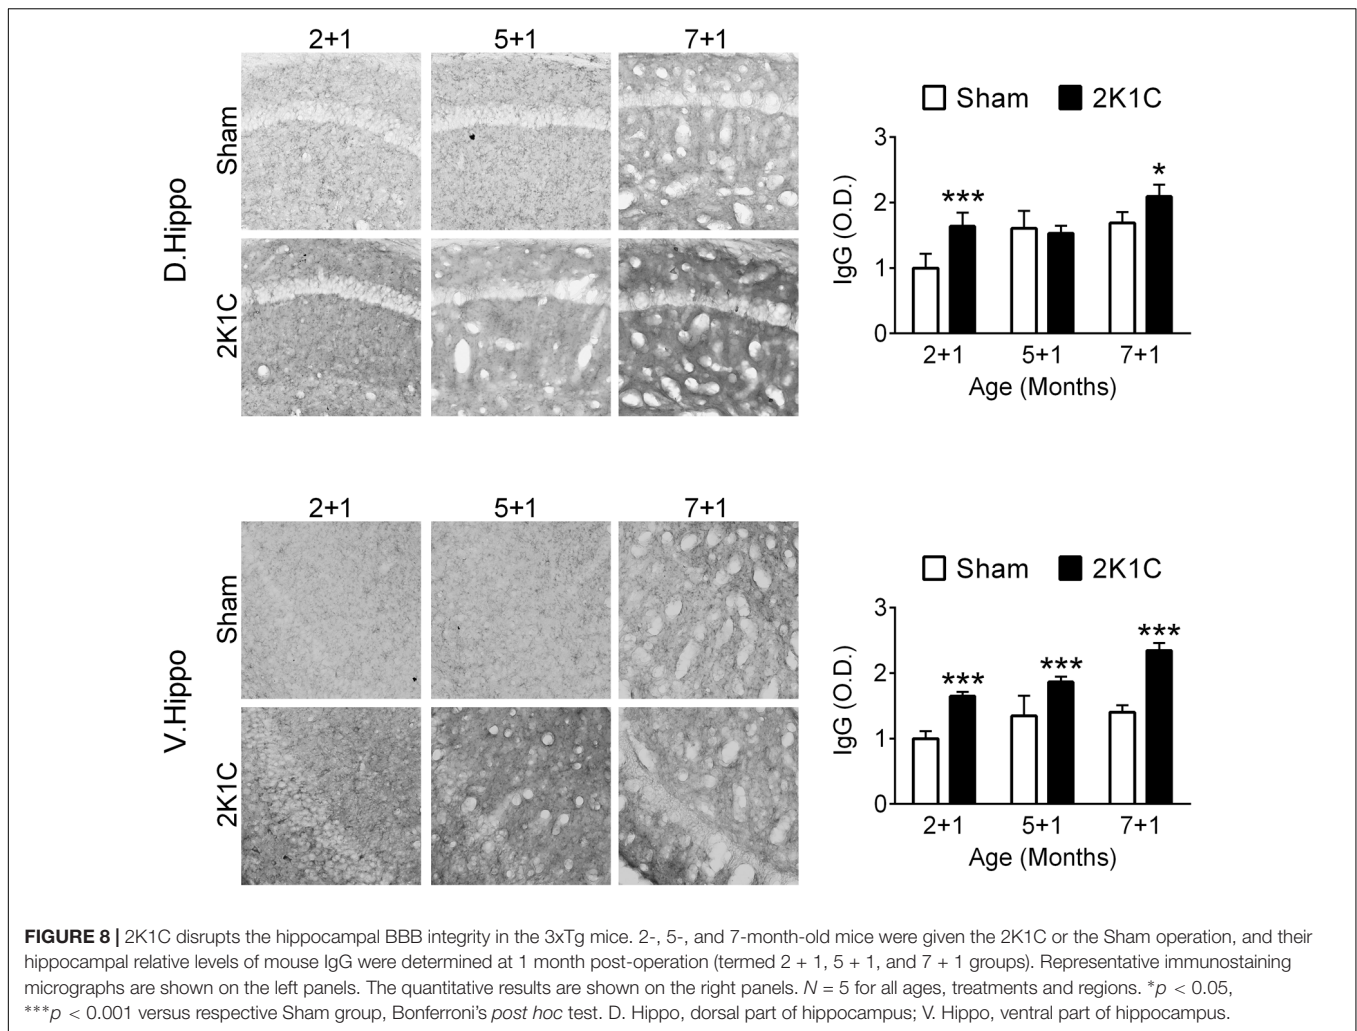 2+1 5+1 7+1
D.Hippo
Sham
2K1C
Sham 2K1C
3
2
1
0
IgG (O.D.)
***
*
2+1 5+1 7+1
Age (Months)
2+1 5+1 7+1
V.Hippo
Sham
2K1C
Sham 2K1C
3
2
1
0
IgG (O.D.)
***
***
***
2+1 5+1 7+1
Age (Months)
FIGURE 8 | 2K1C disrupts the hippocampal BBB integrity in the 3xTg mice. 2-, 5-, and 7-month-old mice were given the 2K1C or the Sham operation, and their
hippocampal relative levels of mouse IgG were determined at 1 month post-operation (termed 2 + 1, 5 + 1, and 7 + 1 groups). Representative immunostaining
micrographs are shown on the left panels. The quantitative results are shown on the right panels. N = 5 for all ages, treatments and regions. *p < 0.05,
***p < 0.001 versus respective Sham group, Bonferroni's post hoc test. D. Hippo, dorsal part of hippocampus; V. Hippo, ventral part of hippocampus.